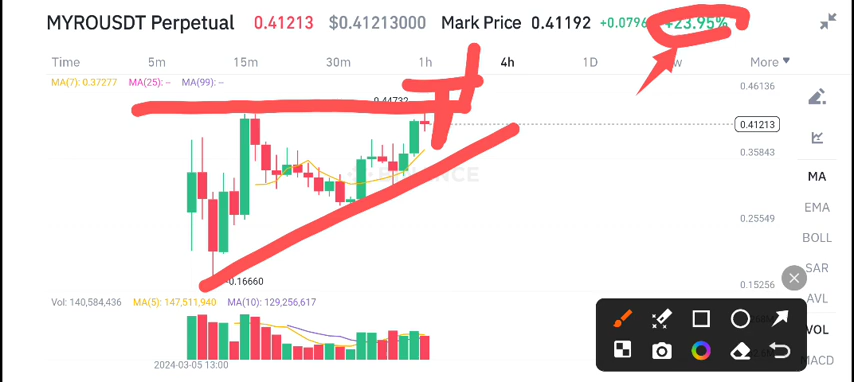 MYROUSDT Perpetual 0.41213 $0.41213000 Mark Price 0.41192 +0.0796 +23.95%
Time 5m 15m 30m 1h 4h 1D w More
MA(7): 0.37277 MA(25): – MA(99): –
0.44732
0.46136
0.41213
0.35843
MA
BINANCE
EMA
0.25549
BOLL
SAR
0.16660
0.15256
AVL
Vol: 140,584,436 MA(5): 147,511,940 MA(10): 129,256,617
VOL
MACD
2024-03-05 13:00